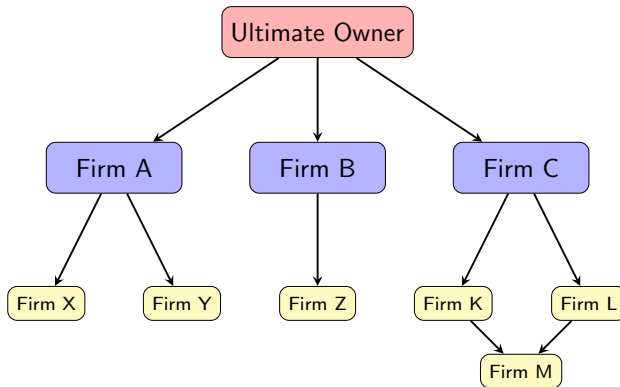 Ultimate Owner
Firm A
Firm B
Firm C
Firm X
Firm Y
Firm Z
Firm K
Firm L
Firm M